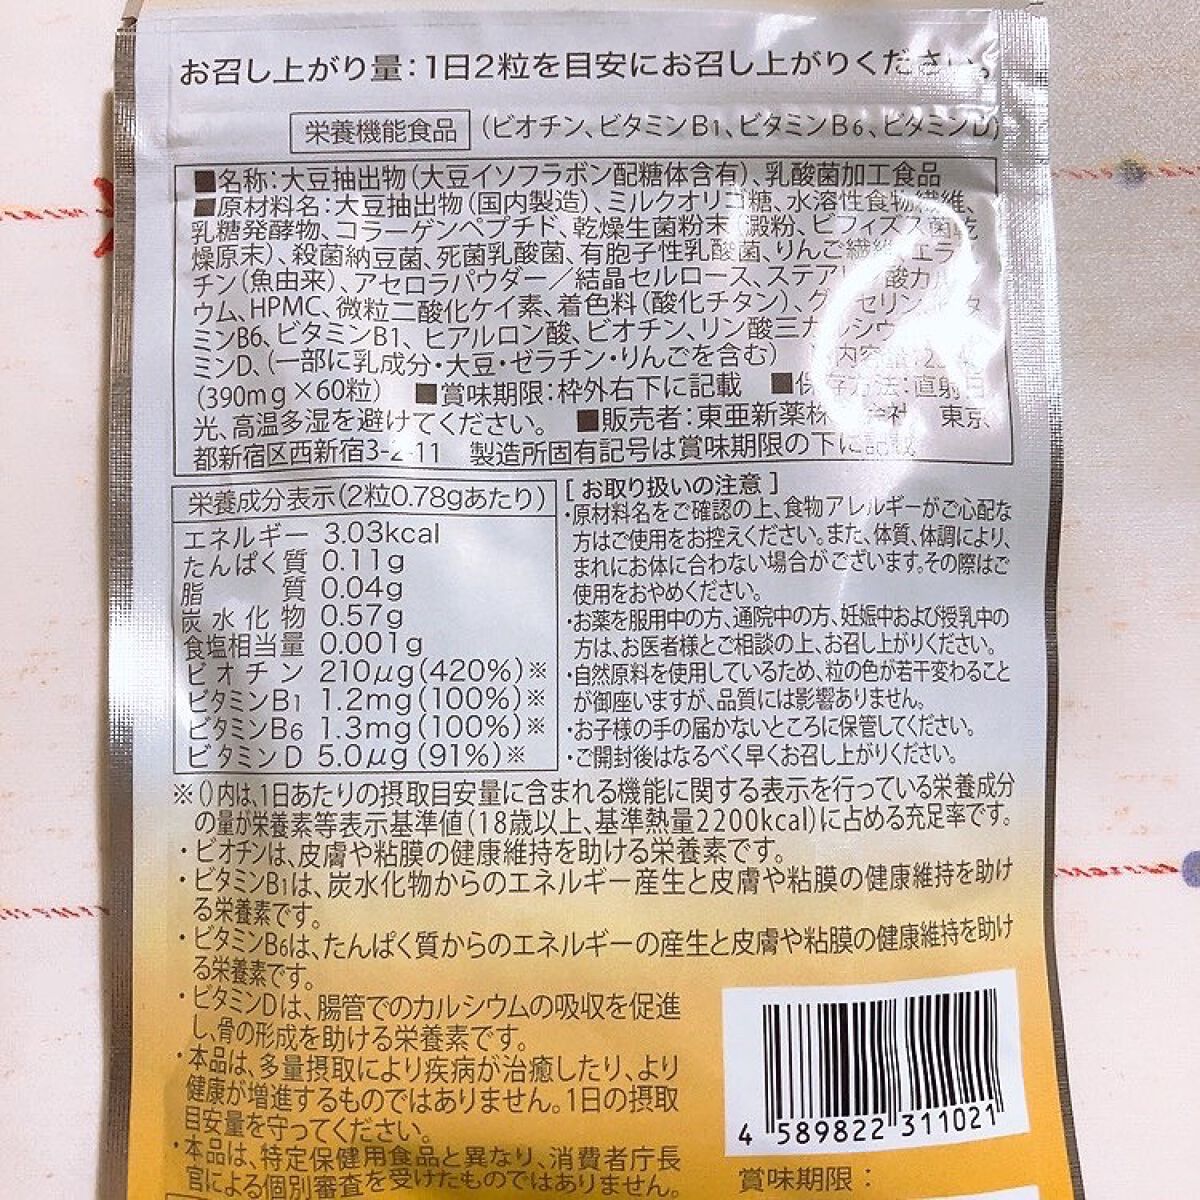 お召し上がり量:1日2粒を目安にお召し上がりください。
栄養機能食品 (ビオチン、ビタミンB1、ビタミンB6、ビタミンD)
■名称:大豆抽出物(大豆イソフラボン配糖体含有)、乳酸菌加工食品
■原材料名:大豆抽出物(国内製造)、ミルクオリゴ糖、水溶性食物繊維、
乳糖発酵物、コラーゲンペプチド、乾燥生菌粉末(澱粉、ビフィズス菌乾
燥原末)、殺菌納豆菌、死菌乳酸菌、有胞子性乳酸菌、りんご繊維、ゼラ
チン(魚由来)、アセロラパウダー/結晶セルロース、ステアリン酸カルシ
ウム、HPMC、微粒二酸化ケイ素、着色料(酸化チタン)、グリセリン、ビタ
ミンB6、ビタミンB1、ヒアルロン酸、ビオチン、リン酸三カルシウム、
ミンD、(一部に乳成分・大豆・ゼラチン・りんごを含む) 内容量:
(390mg×60粒) ■賞味期限:枠外右下に記載 ■保存方法:直射日
光、高温多湿を避けてください。 ■販売者:東亜新薬株式会社 東京
都新宿区西新宿3-2-11 製造所固有記号は賞味期限の下に記載
栄養成分表示(2粒0.78gあたり)
エネルギー 3.03kcal
たんぱく質 0.11g
脂質 0.04g
炭水化物 0.57g
食塩相当量 0.001g
ビオチン 210μg(420%)※
ビタミンB1 1.2mg(100%)※
ビタミンB6 1.3mg(100%)※
ビタミンD 5.0μg(91%)※
[お取り扱いの注意]
・原材料名をご確認の上、食物アレルギーがご心配な
方はご使用をお控えください。また、体質、体調により、
まれにお体に合わない場合がございます。その際はご
使用をおやめください。
・お薬を服用中の方、通院中の方、妊娠中および授乳中の
方は、お医者様とご相談の上、お召し上がりください。
・自然原料を使用しているため、粒の色が若干変わること
が御座いますが、品質には影響ありません。
・お子様の手の届かないところに保管してください。
・ご開封後はなるべく早くお召し上がりください。
※()内は、1日あたりの摂取目安量に含まれる機能に関する表示を行っている栄養成分
の量が栄養素等表示基準値(18歳以上、基準熱量2200kcal)に占める充足率です。
・ビオチンは、皮膚や粘膜の健康維持を助ける栄養素です。
・ビタミンB1は、炭水化物からのエネルギー産生と皮膚や粘膜の健康維持を助け
る栄養素です。
・ビタミンB6は、たんぱく質からのエネルギーの産生と皮膚や粘膜の健康維持を助け
る栄養素です。
・ビタミンDは、腸管でのカルシウムの吸収を促進
し、骨の形成を助ける栄養素です。
・本品は、多量摂取により疾病が治癒したり、より
健康が増進するものではありません。1日の摂取
目安量を守ってください。
・本品は、特定保健用食品と異なり、消費者庁長
官による個別審査を受けたものではありません。
4 589822 311021
賞味期限: